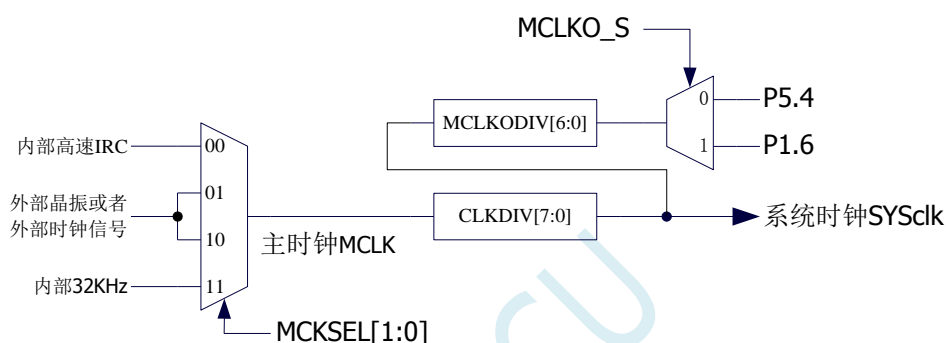 MCLKO_S
MCLKODIV[6:0]
0
P5.4
1
P1.6
内部高速IRC
00
外部晶振或者
外部时钟信号
01
10
主时钟MCLK
CLKDIV[7:0]
系统时钟SYSclk
内部32KHz
11
MCKSEL[1:0]